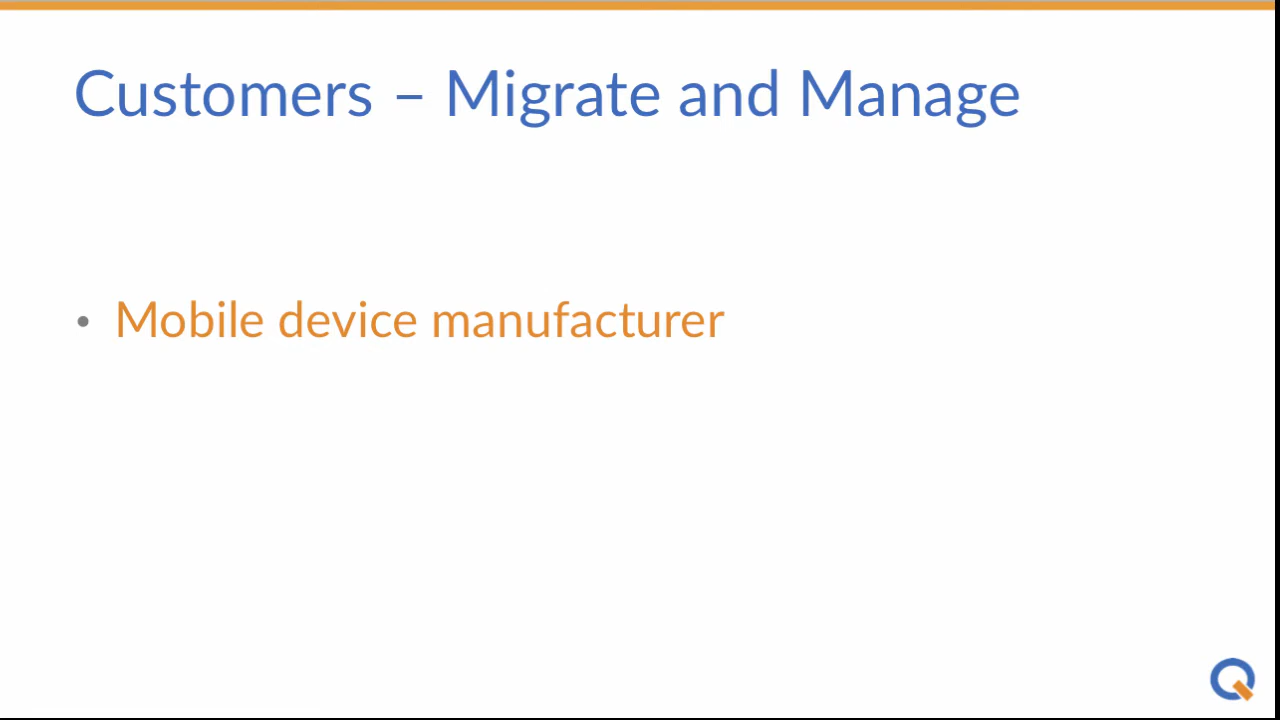 Customers – Migrate and Manage
• Mobile device manufacturer